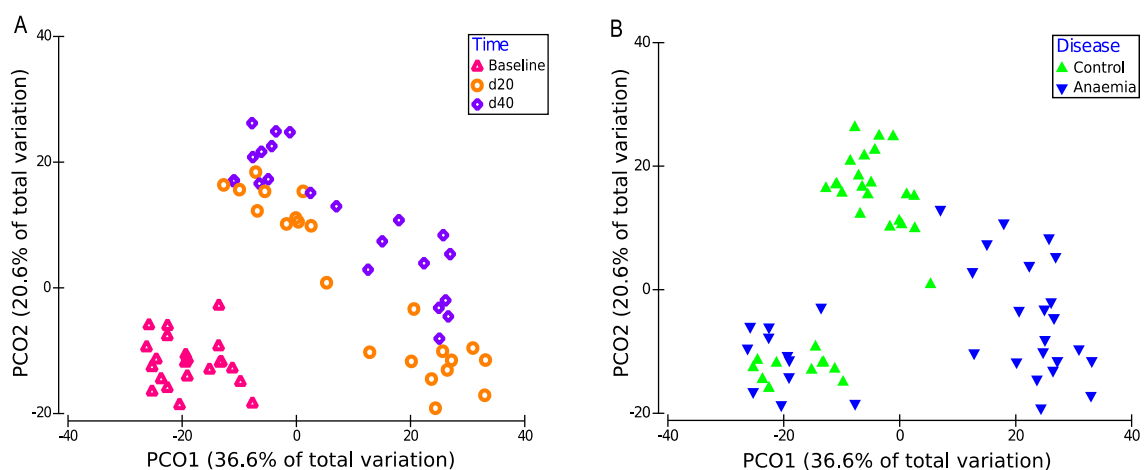 A
Time
Baseline
d20
d40
PCO2 (20.6% of total variation)
40
20
0
-20
-40
-20
0
20
40
PCO1 (36.6% of total variation)
B
Disease
Control
Anaemia
PCO2 (20.6% of total variation)
40
20
0
-20
-40
-20
0
20
40
PCO1 (36.6% of total variation)